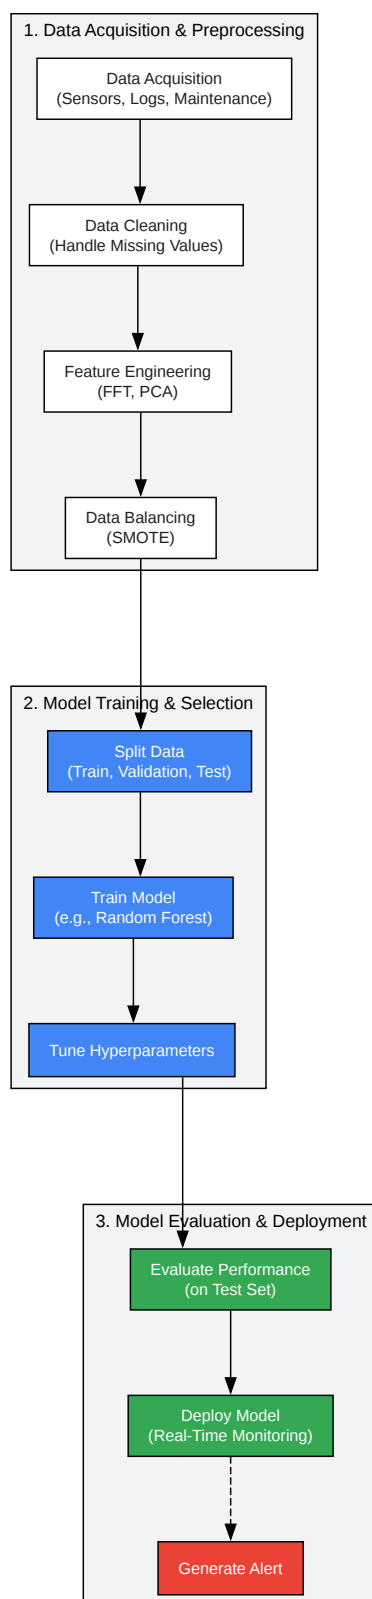 1. Data Acquisition & Preprocessing
Data Acquisition
(Sensors, Logs, Maintenance)
Data Cleaning
(Handle Missing Values)
Feature Engineering
(FFT, PCA)
Data Balancing
(SMOTE)
2. Model Training & Selection
Split Data
(Train, Validation, Test)
Train Model
(e.g., Random Forest)
Tune Hyperparameters
3. Model Evaluation & Deployment
Evaluate Performance
(on Test Set)
Deploy Model
(Real-Time Monitoring)
Generate Alert